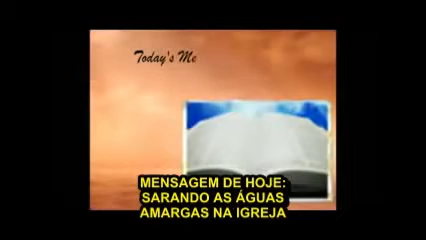 Today's Me
MENSAGEM DE HOJE:
SARANDO AS ÁGUAS
AMARGAS NA IGREJA